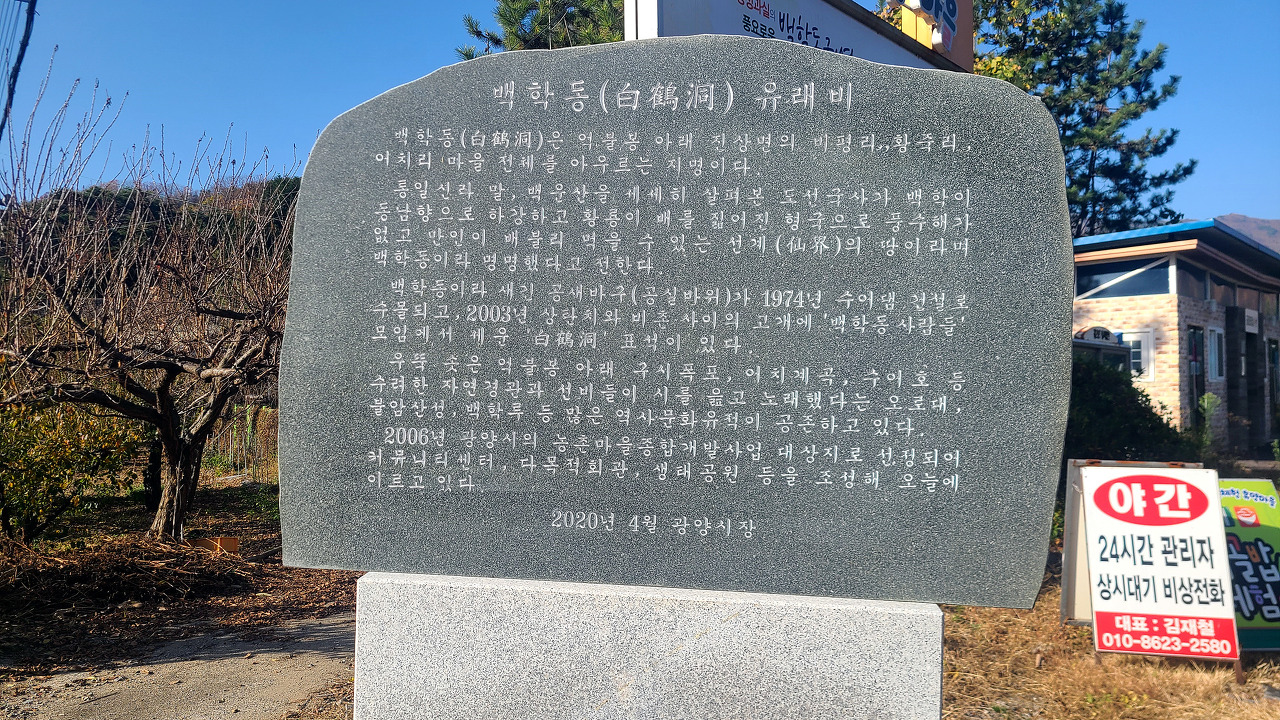 풍요로운 백학동
백학동(白鶴洞) 유래비
백학동(白鶴洞)은 억불봉 아래 진상면의 비평리, 황죽리,
어치리 마을 전체를 아우르는 지명이다.
통일신라 말, 백운산을 세세히 살펴본 도선국사가 백학이
동남향으로 하강하고 황룡이 배를 짊어진 형국으로 풍수해가
없고 만인이 배불리 먹을 수 있는 선계(仙界)의 땅이라며
백학동이라 명명했다고 전한다.
백학동이라 새긴 공새바구(공실바위)가 1974년 수어댐 건설로
수몰되 2003년 상황치와 비촌 사이의 고개에 '백학동사람들'
모임 세운 白鶴洞 표석이 있다.
우뚝 솟은 억불봉 아래 구시폭포, 어치계곡, 수어호 등
수려한 자연경관과 선비들이 시를 읊고 노래했다는 오로대,
불암산성, 백학루 등 많은 역사문화유적이 공존하고 있다.
2006년 광양시의 농촌마을종합개발사업 대상지로 선정되어
커뮤니티센터, 다목적회관, 생태공원 등을 조성해 오늘에
이르고 있다.
2020년 4월 광양시장
야간
24시간 관리자
상시대기 비상전화
대표 : 김재철
010-8623-2580
체험